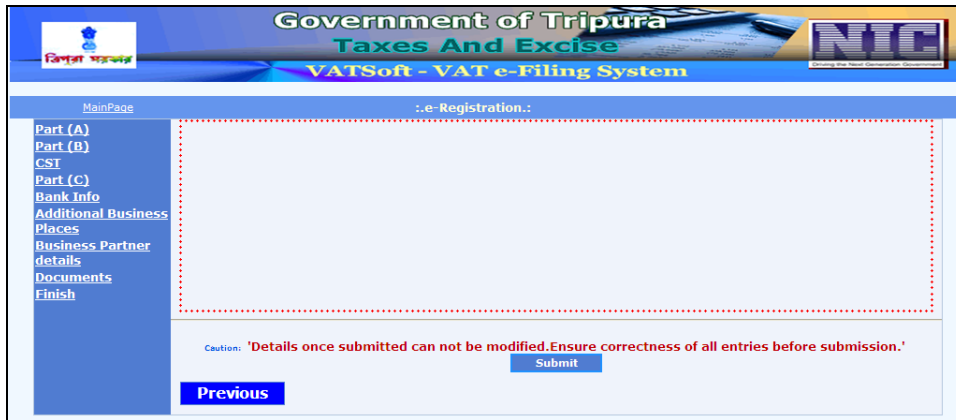 Government of Tripura
Taxes And Excise
VATSoft - VAT e-Filing System
ত্রিপুরা সরকার
NIC
Driving the Next Generation Government
MainPage
:.e-Registration.:
Part (A)
Part (B)
CST
Part (C)
Bank Info
Additional Business
Places
Business Partner
details
Documents
Finish
Caution: 'Details once submitted can not be modified.Ensure correctness of all entries before submission.'
Submit
Previous